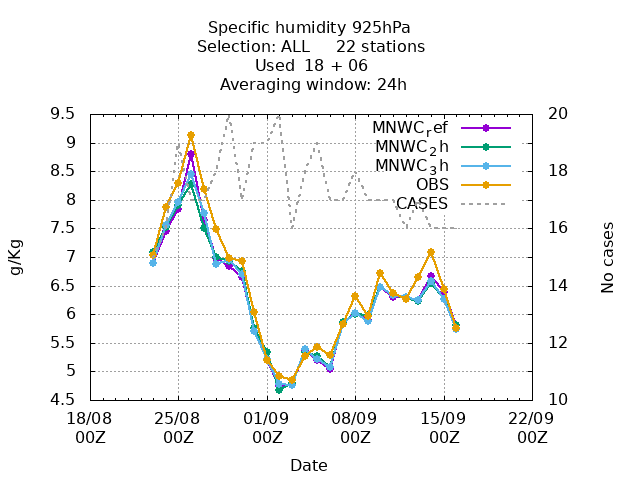 Specific humidity 925hPa
Selection: ALL 22 stations
Used 18 + 06
Averaging window: 24h
9.5
9
8.5
8
7.5
7
6.5
6
5.5
5
4.5
g/Kg
20
18
16
14
12
10
No cases
MNWC_ref
MNWC_2h
MNWC_3h
OBS
CASES
18/08 25/08 01/09 08/09 15/09 22/09
00Z 00Z 00Z 00Z 00Z 00Z
Date